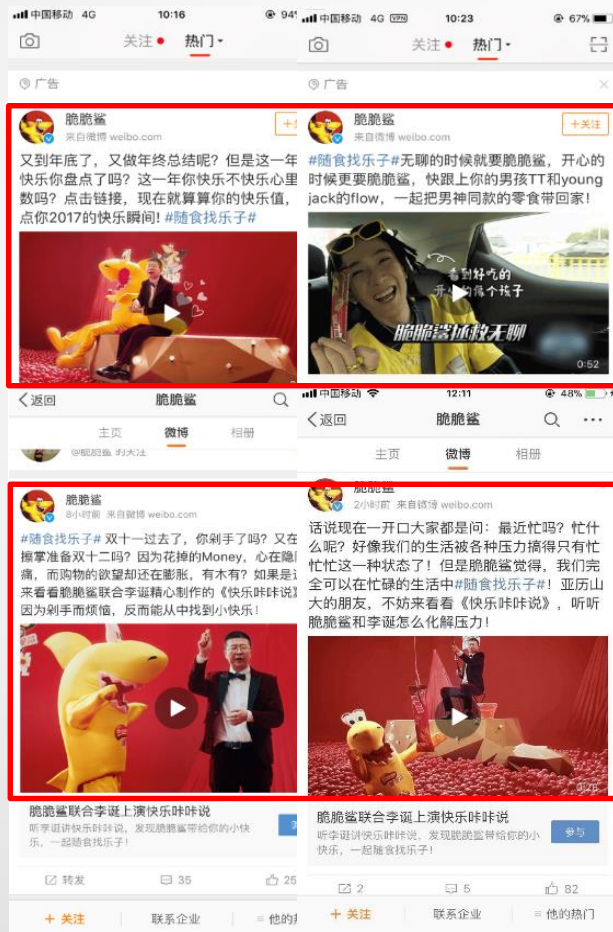 中国移动 4G 10:16 94%
关注 热门
广告
脆脆鲨
来自微博 weibo.com
又到年底了，又做年终总结呢？但是这一年
快乐你盘点了吗？这一年你快乐不快乐心里
数吗？点击链接，现在就算算你的快乐值，
点你2017的快乐瞬间! #随食找乐子#
中国移动 4G VPN 10:23 67%
关注 热门
广告
脆脆鲨
来自微博 weibo.com
+关注
#随食找乐子#无聊的时候就要脆脆鲨，开心的
时候更要脆脆鲨，快跟上你的男孩TT和young
jack的flow，一起把男神同款的零食带回家！
看到好吃的
开心的像个孩子
脆脆鲨拯救无聊
0:52
返回 脆脆鲨
主页 微博 相册
脆脆鲨
8小时前 来自微博 weibo.com
#随食找乐子# 双十一过去了，你剁手了吗？又在
擦掌准备双十二吗？因为花掉的Money，心在隐
痛，而购物的欲望却还在膨胀，有木有？如果是
来看看脆脆鲨联合李诞精心制作的《快乐咔咔说
因为剁手而烦恼，反而能从中找到小快乐！
脆脆鲨联合李诞上演快乐咔咔说
听李诞讲快乐咔咔说，发现脆脆鲨带给你的小快
乐，一起随食找乐子！
转发 35 25
+ 关注 联系企业 他的
中国移动 12:11 48%
返回 脆脆鲨
主页 微博 相册
脆脆鲨
2小时前 来自微博 weibo.com
话说现在一开口大家都是问：最近忙吗？忙什
么呢？好像我们的生活被各种压力搞得只有忙
忙忙这一种状态了！但是脆脆鲨觉得，我们完
全可以在忙碌的生活中#随食找乐子#！亚历山
大的朋友，不妨来看看《快乐咔咔说》，听听
脆脆鲨和李诞怎么化解压力！
脆脆鲨联合李诞上演快乐咔咔说
听李诞讲快乐咔咔说，发现脆脆鲨带给你的小
快乐，一起随食找乐子！
参与
2 5 82
+ 关注 联系企业 他的热门